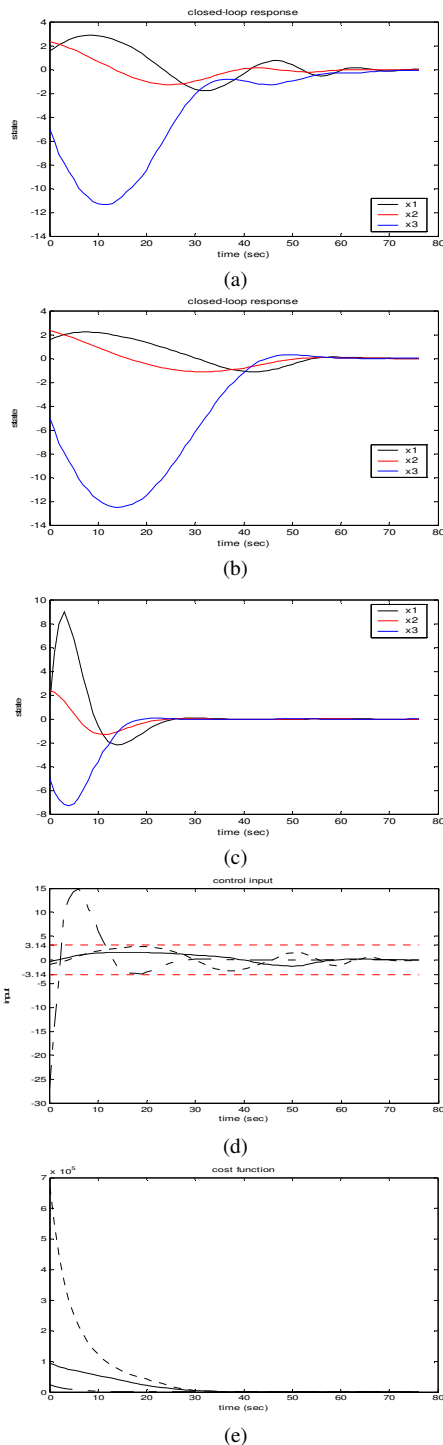 closed-loop response
4
2
0
-2
-4
-6
-8
-10
-12
-14
state
x1
x2
x3
0 10 20 30 40 50 60 70 80
time (sec)
(a)
closed-loop response
4
2
0
-2
-4
-6
-8
-10
-12
-14
state
x1
x2
x3
0 10 20 30 40 50 60 70 80
time (sec)
(b)
10
8
6
4
2
0
-2
-4
-6
-8
state
x1
x2
x3
0 10 20 30 40 50 60 70 80
time (sec)
(c)
control input
15
10
5
3.14
0
-3.14
-5
-10
-15
-20
-25
-30
input
0 10 20 30 40 50 60 70 80
time (sec)
(d)
cost function
x 10^5
7
6
5
4
3
2
1
0
0 10 20 30 40 50 60 70 80
time (sec)
(e)